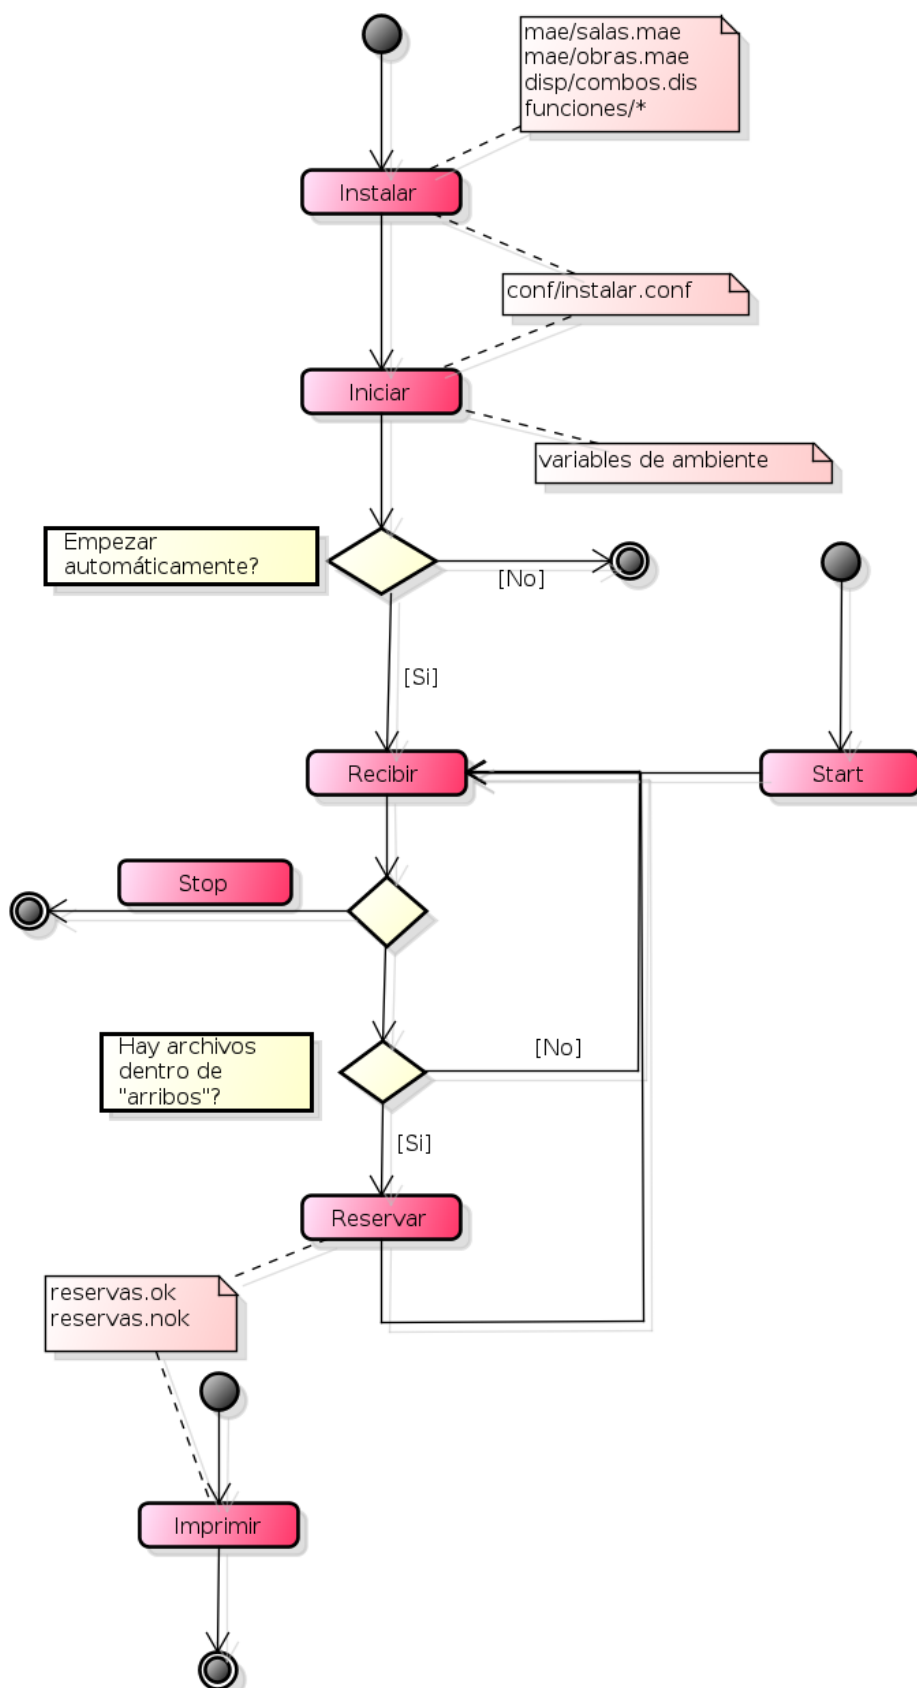 mae/salas.mae
mae/obras.mae
disp/combos.dis
funciones/*
Instalar
conf/instalar.conf
Iniciar
variables de ambiente
Empezar
automáticamente?
[No]
[Si]
Recibir
Start
Stop
Hay archivos
dentro de
"arribos"?
[No]
[Si]
Reservar
reservas.ok
reservas.nok
Imprimir